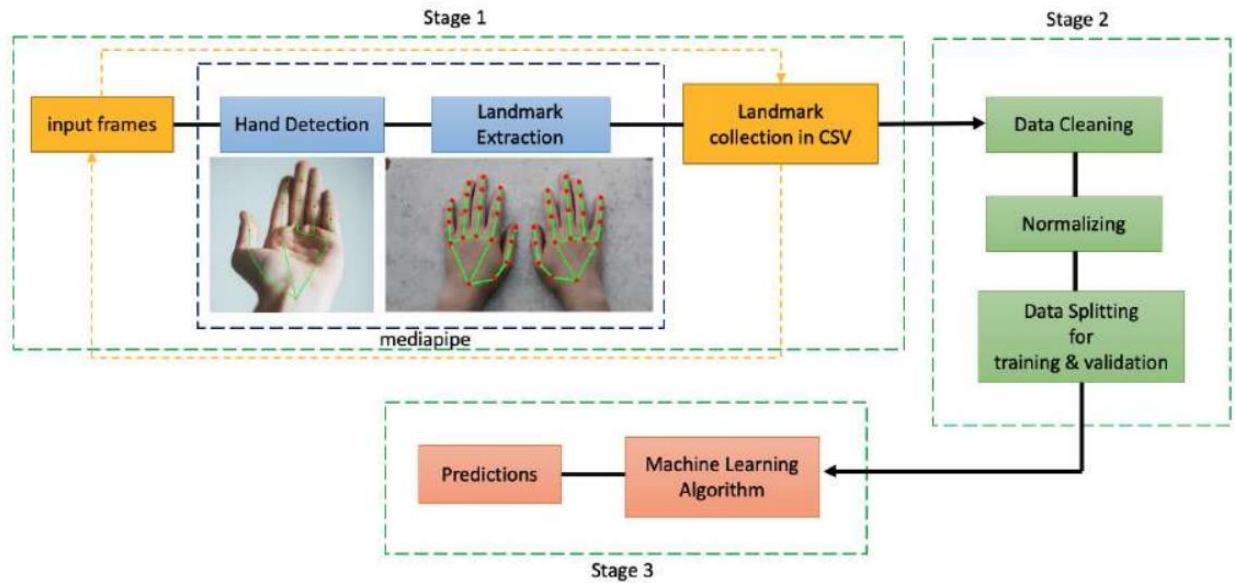 Stage 1
Stage 2
input frames
Hand Detection
Landmark
Extraction
Landmark
collection in CSV
Data Cleaning
Normalizing
mediapipe
Data Splitting
for
training & validation
Predictions
Machine Learning
Algorithm
Stage 3